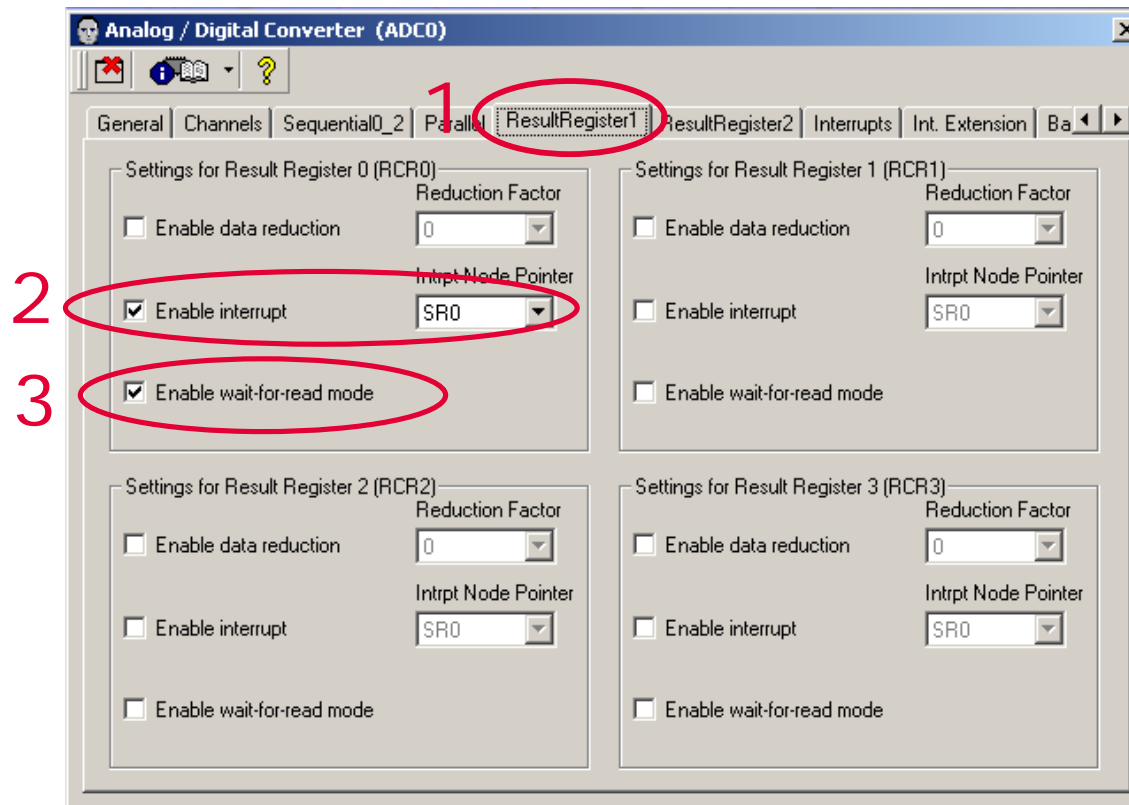 Analog / Digital Converter (ADC0)
1
General Channels Sequential0_2 Parallel ResultRegister1 ResultRegister2 Interrupts Int. Extension Ba
Settings for Result Register 0 (RCR0)
Reduction Factor
Enable data reduction 0
Intrpt Node Pointer
2 Enable interrupt SR0
3 Enable wait-for-read mode
Settings for Result Register 1 (RCR1)
Reduction Factor
Enable data reduction 0
Intrpt Node Pointer
Enable interrupt SR0
Enable wait-for-read mode
Settings for Result Register 2 (RCR2)
Reduction Factor
Enable data reduction 0
Intrpt Node Pointer
Enable interrupt SR0
Enable wait-for-read mode
Settings for Result Register 3 (RCR3)
Reduction Factor
Enable data reduction 0
Intrpt Node Pointer
Enable interrupt SR0
Enable wait-for-read mode